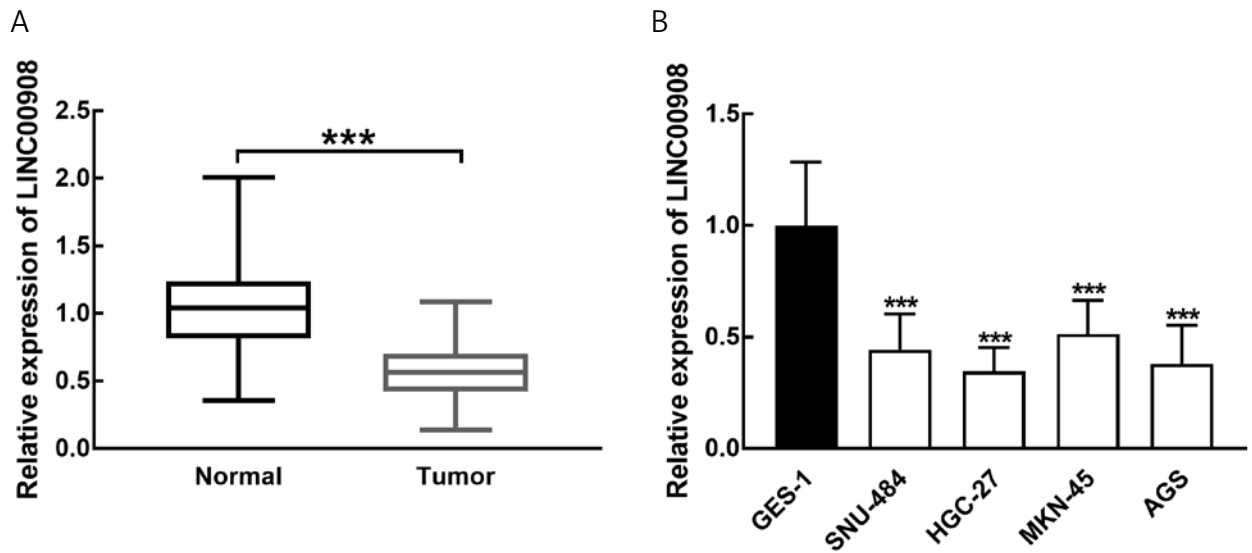 A
Relative expression of LINC00908
2.5
2.0
1.5
1.0
0.5
0.0
***
Normal
Tumor
B
Relative expression of LINC00908
1.5
1.0
0.5
0.0
***
***
***
***
GES-1
SNU-484
HGC-27
MKN-45
AGS